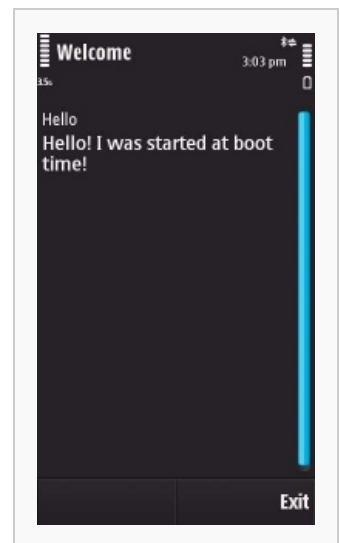 Welcome
3:03 pm
3.5G
Hello
Hello! I was started at boot
time!
Exit